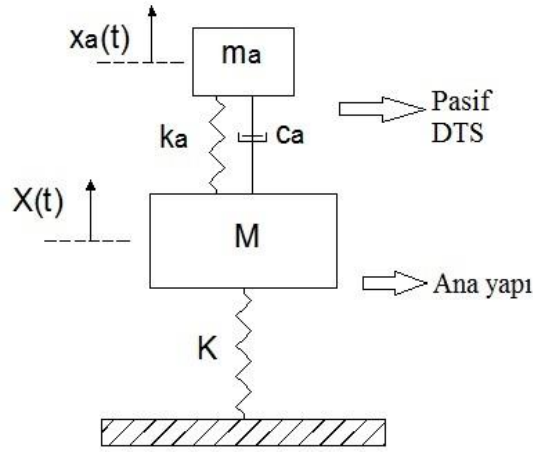 xa(t)
ma
Pasif
DTS
ka
ca
X(t)
M
Ana yapı
K